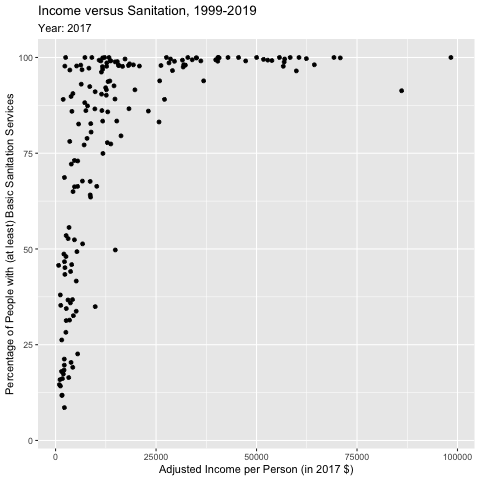 Income versus Sanitation, 1999-2019
Year: 2017
Percentage of People with (at least) Basic Sanitation Services
100
75
50
25
0
0 25000 50000 75000 100000
Adjusted Income per Person (in 2017 $)